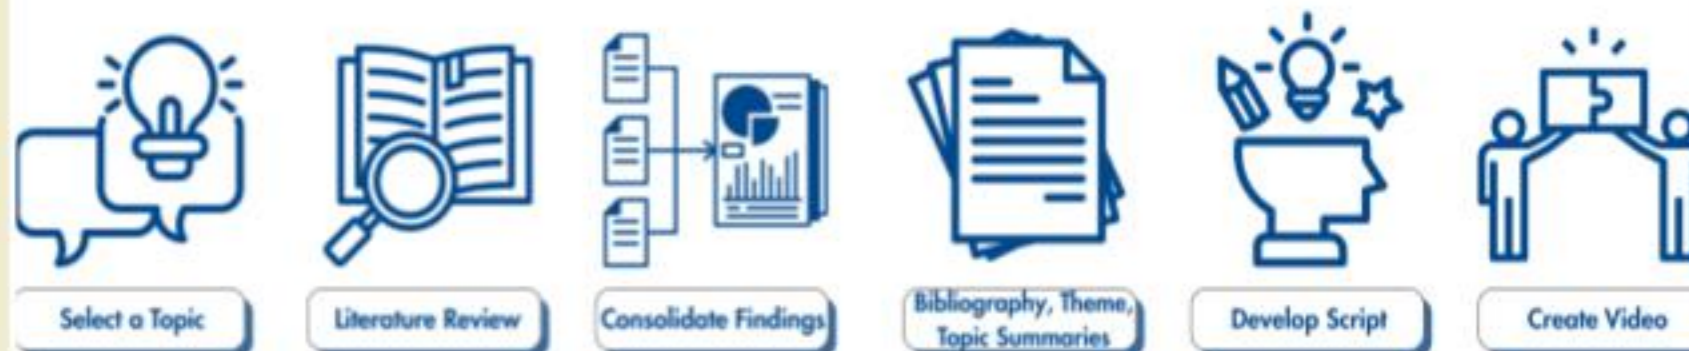 Select a Topic
Literature Review
Consolidate Findings
Bibliography, Theme,
Topic Summaries
Develop Script
Create Video